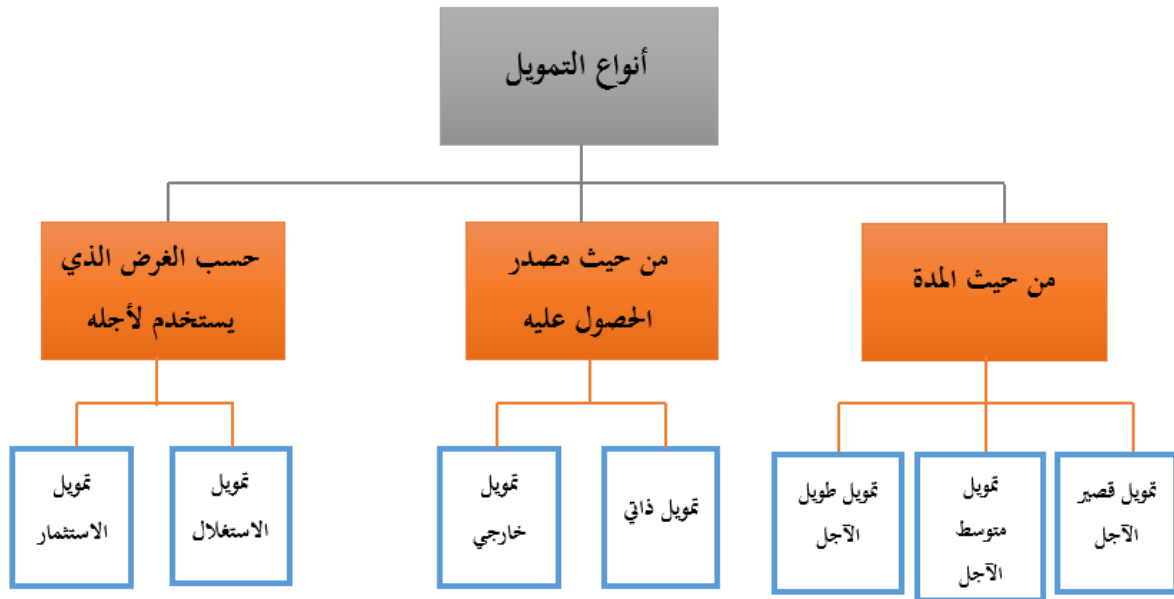 أنواع التمويل
من حيث المدة
من حيث مصدر
الحصول عليه
حسب الغرض الذي
يستخدم لأجله
تمويل قصير
الآجل
تمويل
متوسط
الآجل
تمويل طويل
الآجل
تمويل ذاتي
تمويل
خارجي
تمويل
الاستغلال
تمويل
الاستثمار